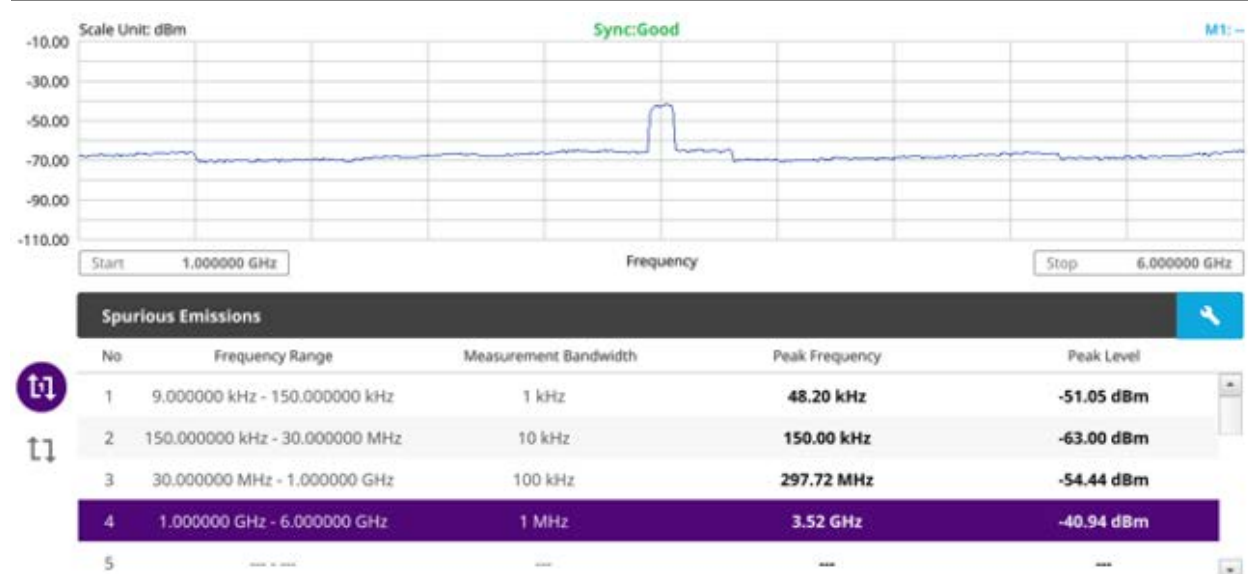 Scale Unit: dBm Sync:Good M1: --
-10.00
-30.00
-50.00
-70.00
-90.00
-110.00
Start 1.000000 GHz Frequency Stop 6.000000 GHz
Spurious Emissions
No Frequency Range Measurement Bandwidth Peak Frequency Peak Level
1 9.000000 kHz - 150.000000 kHz 1 kHz 48.20 kHz -51.05 dBm
2 150.000000 kHz - 30.000000 MHz 10 kHz 150.00 kHz -63.00 dBm
3 30.000000 MHz - 1.000000 GHz 100 kHz 297.72 MHz -54.44 dBm
4 1.000000 GHz - 6.000000 GHz 1 MHz 3.52 GHz -40.94 dBm
5 --- - --- --- --- ---